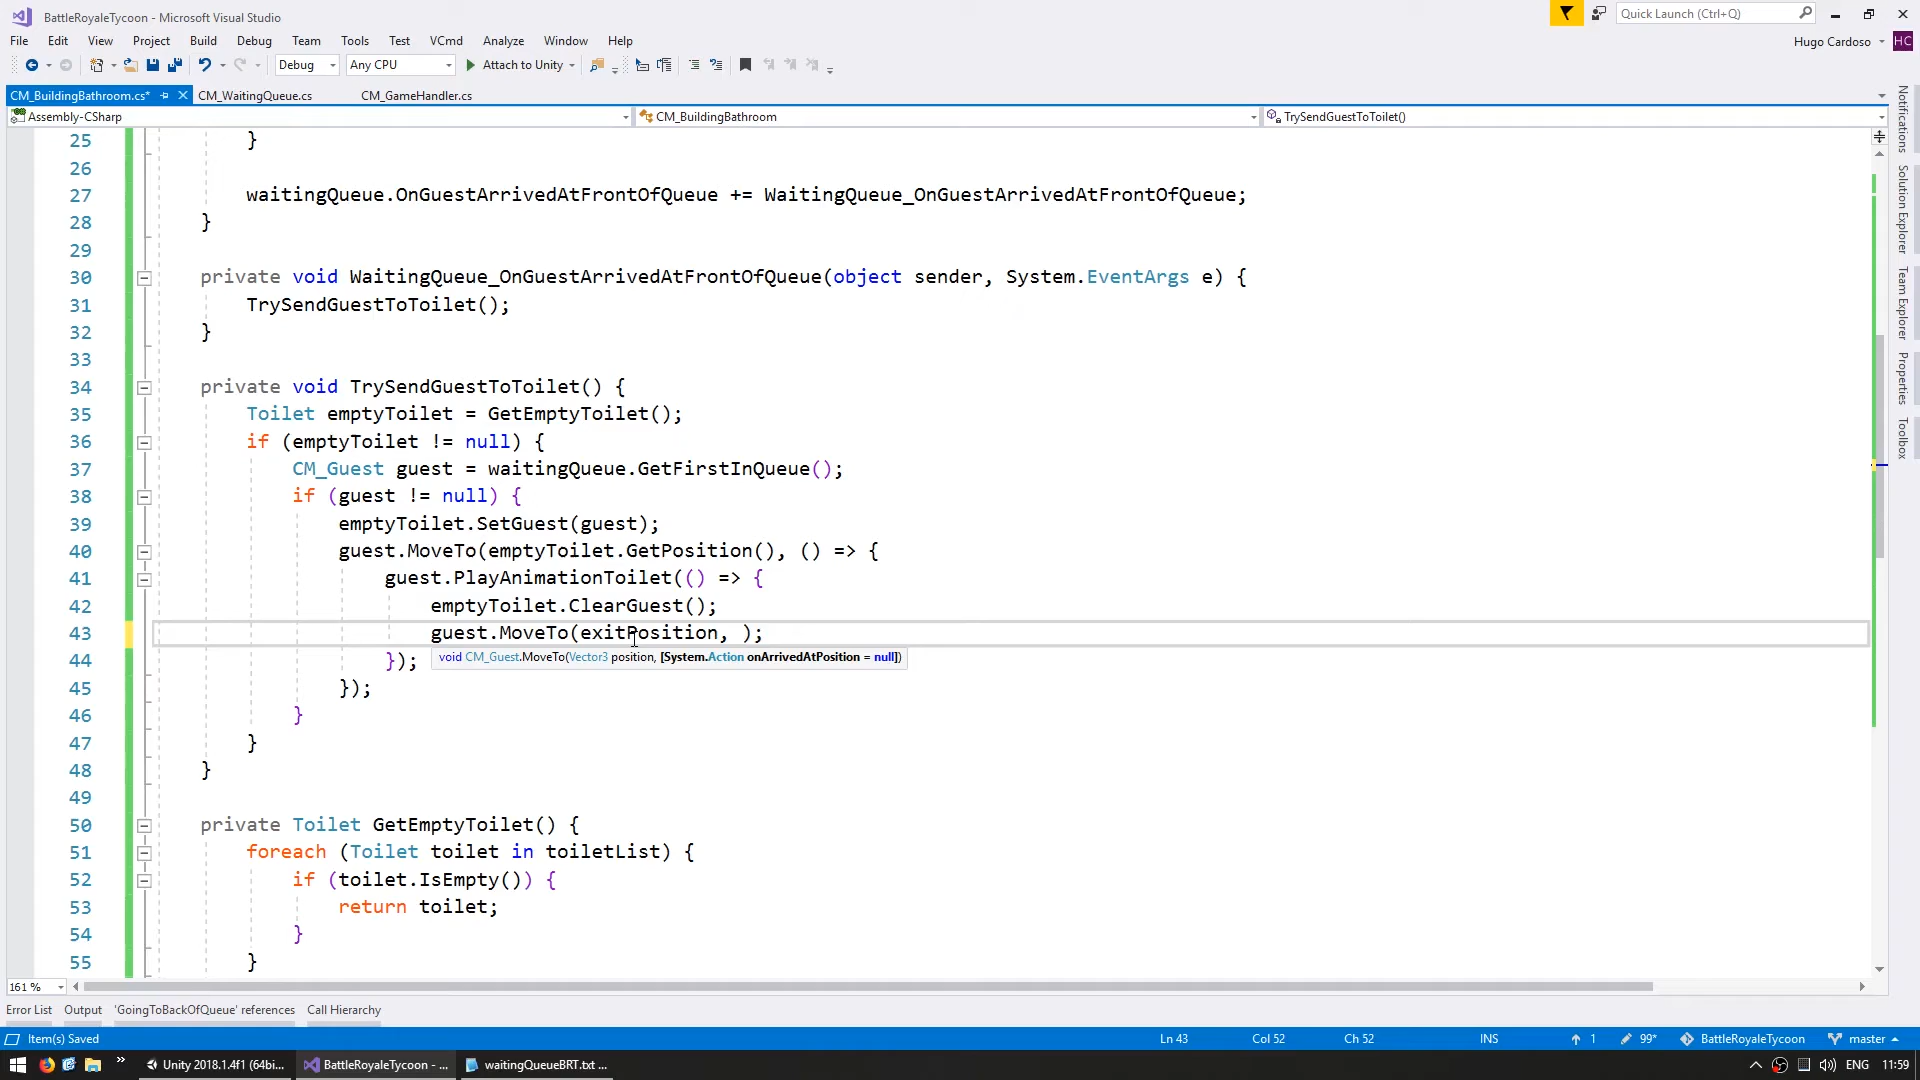 BattleRoyaleTycoon - Microsoft Visual Studio
Quick Launch (Ctrl+Q)
File Edit View Project Build Debug Team Tools Test VCmd Analyze Window Help
Hugo Cardoso HC
Debug Any CPU Attach to Unity
CM_BuildingBathroom.cs* CM_WaitingQueue.cs CM_GameHandler.cs
Assembly-CSharp CM_BuildingBathroom TrySendGuestToToilet()
25 }
26
27 waitingQueue.OnGuestArrivedAtFrontOfQueue += WaitingQueue_OnGuestArrivedAtFrontOfQueue;
28 }
29
30 private void WaitingQueue_OnGuestArrivedAtFrontOfQueue(object sender, System.EventArgs e) {
31 TrySendGuestToToilet();
32 }
33
34 private void TrySendGuestToToilet() {
35 Toilet emptyToilet = GetEmptyToilet();
36 if (emptyToilet != null) {
37 CM_Guest guest = waitingQueue.GetFirstInQueue();
38 if (guest != null) {
39 emptyToilet.SetGuest(guest);
40 guest.MoveTo(emptyToilet.GetPosition(), () => {
41 guest.PlayAnimationToilet(() => {
42 emptyToilet.ClearGuest();
43 guest.MoveTo(exitPosition, );
44 });
void CM_Guest.MoveTo(Vector3 position, [System.Action onArrivedAtPosition = null])
45 });
46 }
47 }
48 }
49
50 private Toilet GetEmptyToilet() {
51 foreach (Toilet toilet in toiletList) {
52 if (toilet.IsEmpty()) {
53 return toilet;
54 }
55 }
Notifications
Solution Explorer
Team Explorer
Properties
Toolbox
161 %
Error List Output 'GoingToBackOfQueue' references Call Hierarchy
Item(s) Saved Ln 43 Col 52 Ch 52 INS 1 99* BattleRoyaleTycoon master
Unity 2018.1.4f1 (64bi... BattleRoyaleTycoon - ... waitingQueueBRT.txt ... ENG 11:59